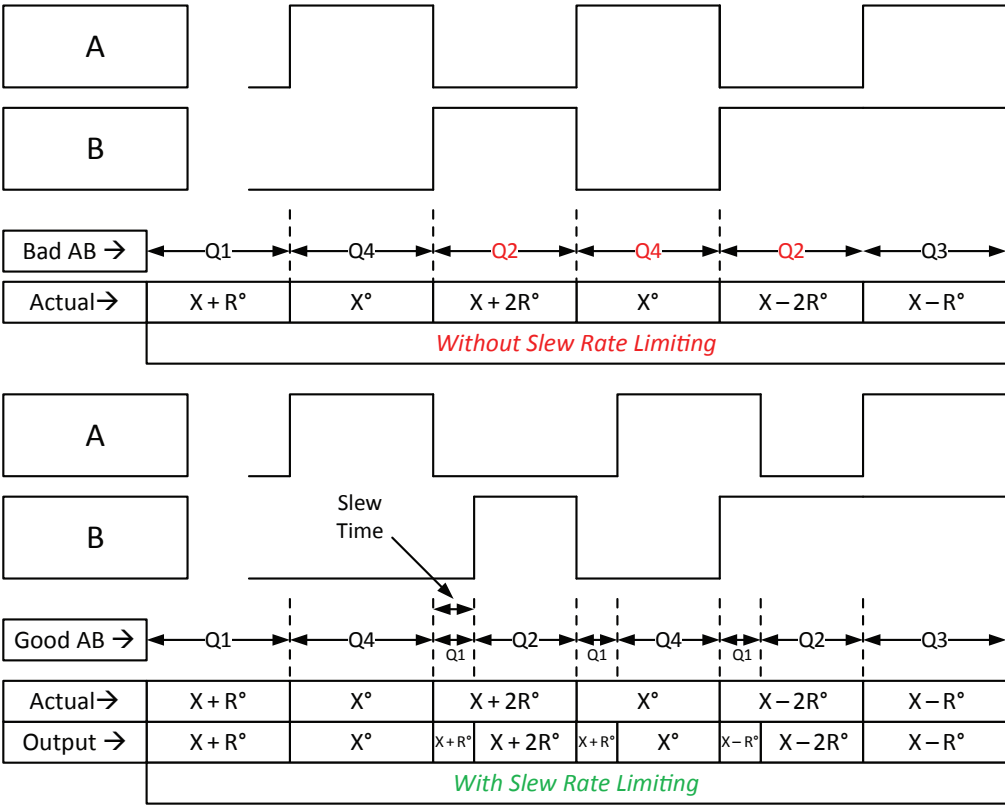 A
B
Bad AB → Q1 Q4 Q2 Q4 Q2 Q3
Actual→ X + R° X° X + 2R° X° X – 2R° X – R°
Without Slew Rate Limiting
A
Slew
Time
B
Good AB → Q1 Q4 Q1 Q2 Q1 Q4 Q1 Q2 Q3
Actual→ X + R° X° X + 2R° X° X – 2R° X – R°
Output → X + R° X° X + R° X + 2R° X + R° X° X – R° X – 2R° X – R°
With Slew Rate Limiting